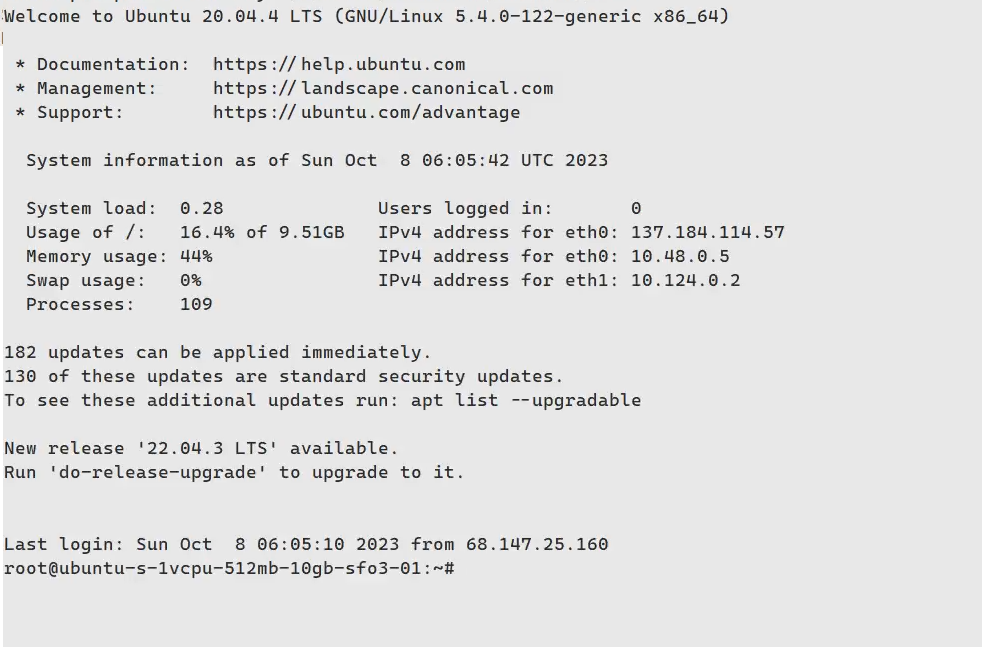 Welcome to Ubuntu 20.04.4 LTS (GNU/Linux 5.4.0-122-generic x86_64)
* Documentation: https://help.ubuntu.com
* Management: https://landscape.canonical.com
* Support: https://ubuntu.com/advantage
System information as of Sun Oct 8 06:05:42 UTC 2023
System load: 0.28 Users logged in: 0
Usage of /: 16.4% of 9.51GB IPv4 address for eth0: 137.184.114.57
Memory usage: 44% IPv4 address for eth0: 10.48.0.5
Swap usage: 0% IPv4 address for eth1: 10.124.0.2
Processes: 109
182 updates can be applied immediately.
130 of these updates are standard security updates.
To see these additional updates run: apt list --upgradable
New release '22.04.3 LTS' available.
Run 'do-release-upgrade' to upgrade to it.
Last login: Sun Oct 8 06:05:10 2023 from 68.147.25.160
root@ubuntu-s-1vcpu-512mb-10gb-sfo3-01:~#